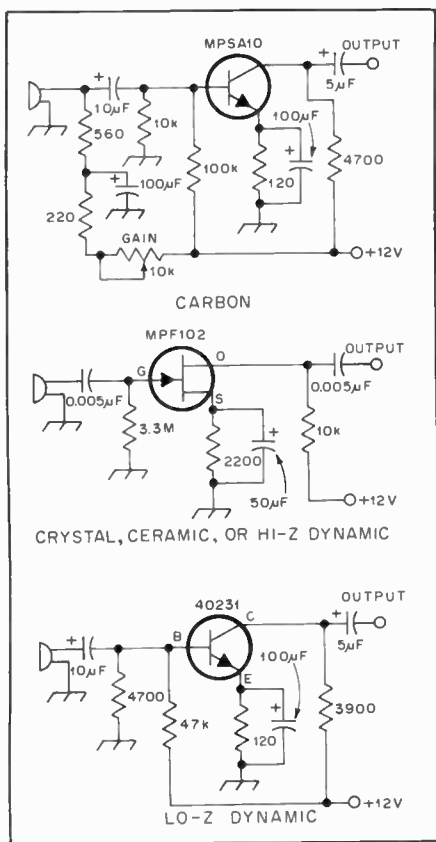 MPSA10
OUTPUT
+
10µF
+
5µF
560
10k
100µF
+
+
100µF
100k
120
4700
220
GAIN
10k
+12V
CARBON
MPF102
OUTPUT
G
O
S
0.005µF
0.005µF
3.3M
+
2200
10k
50µF
+12V
CRYSTAL, CERAMIC, OR HI-Z DYNAMIC
40231
OUTPUT
C
+
+
B
5µF
10µF
100µF
E
4700
+
47k
120
3900
+12V
LO-Z DYNAMIC